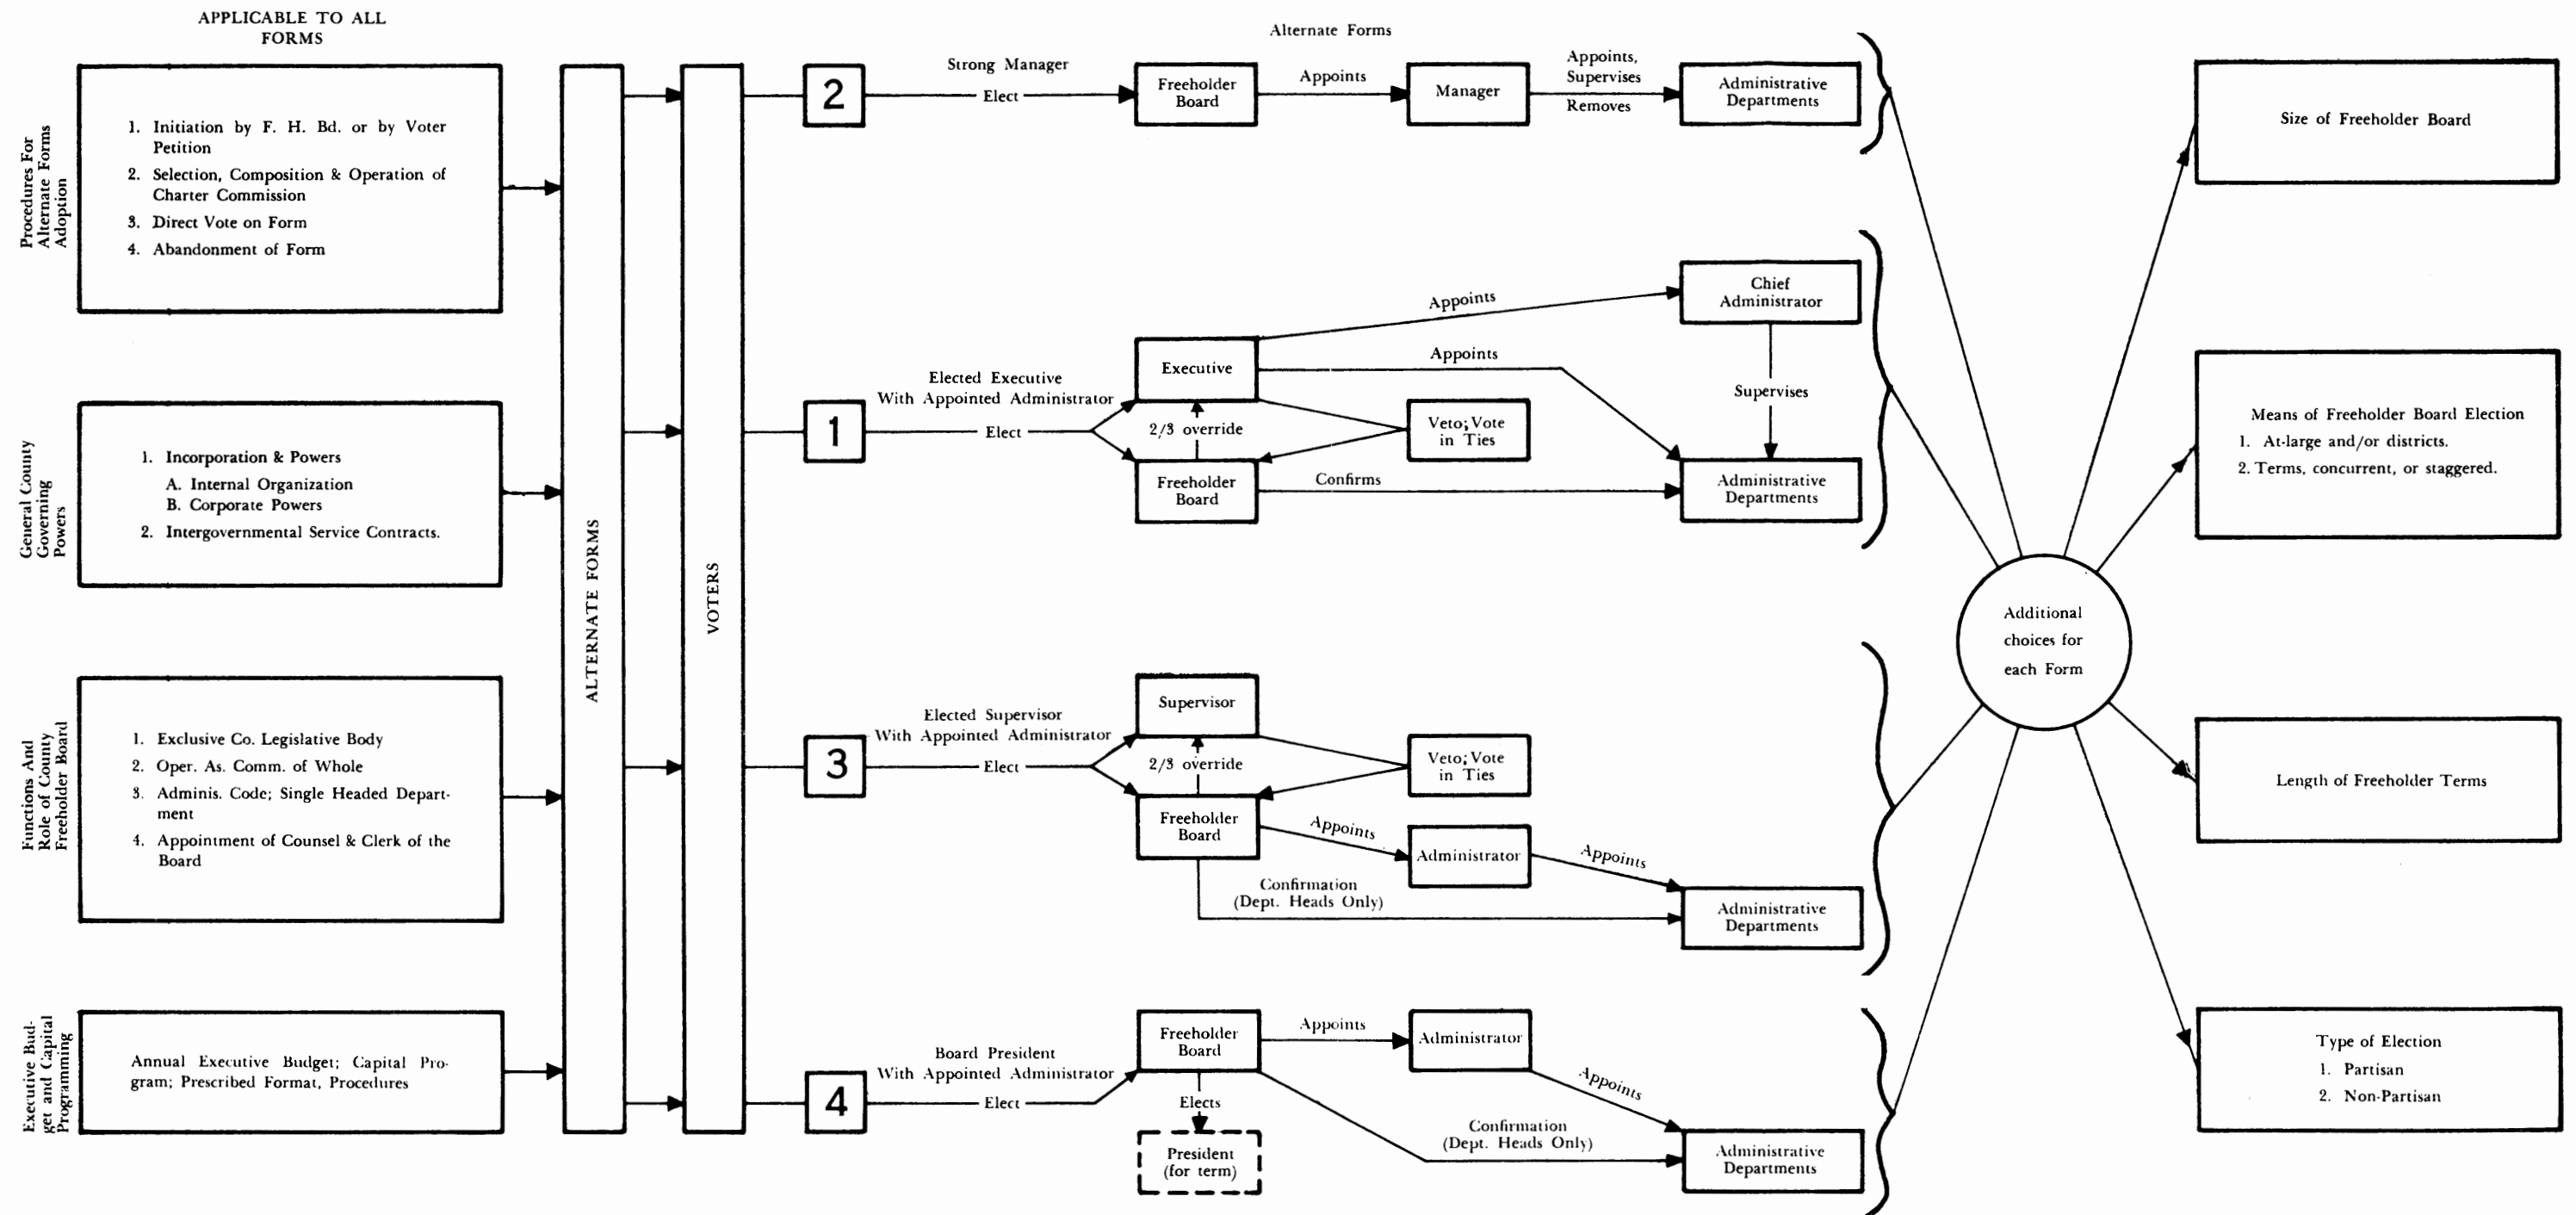 APPLICABLE TO ALL
FORMS
Procedures For
Alternate Forms
Adoption
1. Initiation by F. H. Bd. or by Voter
Petition
2. Selection, Composition & Operation of
Charter Commission
3. Direct Vote on Form
4. Abandonment of Form
General County
Governing
Powers
1. Incorporation & Powers
A. Internal Organization
B. Corporate Powers
2. Intergovernmental Service Contracts.
Functions And
Role of County
Freeholder Board
1. Exclusive Co. Legislative Body
2. Oper. As. Comm. of Whole
3. Adminis. Code; Single Headed Depart-
ment
4. Appointment of Counsel & Clerk of the
Board
Executive Bud-
get and Capital
Programming
Annual Executive Budget; Capital Pro-
gram; Prescribed Format, Procedures
ALTERNATE FORMS
VOTERS
Alternate Forms
2
Strong Manager
Elect
Freeholder
Board
Appoints
Manager
Appoints,
Supervises
Removes
Administrative
Departments
1
Elected Executive
With Appointed Administrator
Elect
Executive
2/3 override
Freeholder
Board
Appoints
Appoints
Veto; Vote
in Ties
Confirms
Chief
Administrator
Supervises
Administrative
Departments
3
Elected Supervisor
With Appointed Administrator
Elect
Supervisor
2/3 override
Freeholder
Board
Veto; Vote
in Ties
Appoints
Administrator
Appoints
Confirmation
(Dept. Heads Only)
Administrative
Departments
4
Board President
With Appointed Administrator
Elect
Freeholder
Board
Elects
President
(for term)
Appoints
Administrator
Appoints
Confirmation
(Dept. Heads Only)
Administrative
Departments
Additional
choices for
each Form
Size of Freeholder Board
Means of Freeholder Board Election
1. At-large and/or districts.
2. Terms, concurrent, or staggered.
Length of Freeholder Terms
Type of Election
1. Partisan
2. Non-Partisan